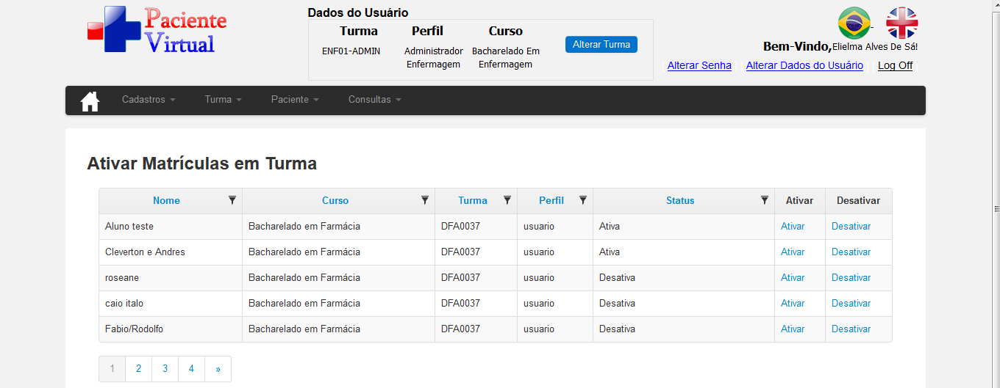 Paciente
Virtual
Dados do Usuário
Turma Perfil Curso
ENF01-ADMIN Administrador Enfermagem Bacharelado Em Enfermagem
Alterar Turma
Bem-Vindo,Elielma Alves De Sá!
| Alterar Senha | | Alterar Dados do Usuário | | Log Off |
Cadastros Turma Paciente Consultas
Ativar Matrículas em Turma
Nome Curso Turma Perfil Status Ativar Desativar
Aluno teste Bacharelado em Farmácia DFA0037 usuario Ativa Ativar Desativar
Cleverton e Andres Bacharelado em Farmácia DFA0037 usuario Ativa Ativar Desativar
roseane Bacharelado em Farmácia DFA0037 usuario Desativa Ativar Desativar
caio italo Bacharelado em Farmácia DFA0037 usuario Desativa Ativar Desativar
Fabio/Rodolfo Bacharelado em Farmácia DFA0037 usuario Desativa Ativar Desativar
1 2 3 4 »